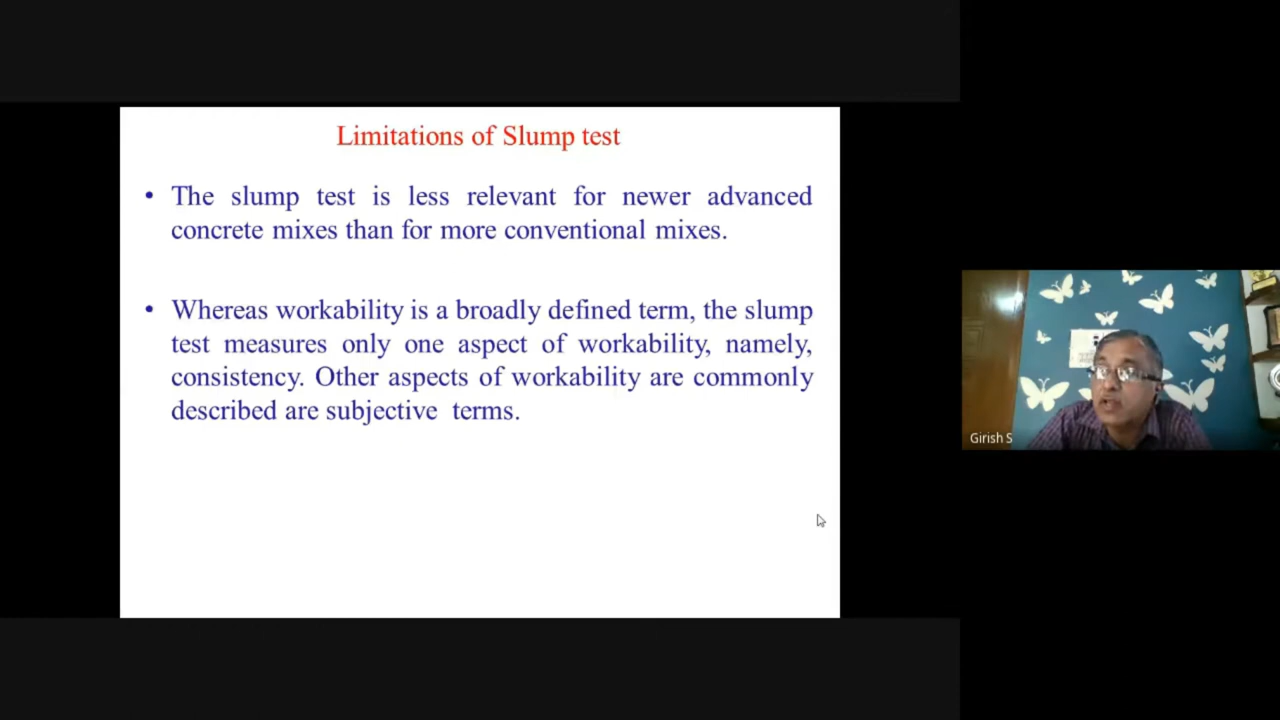 Limitations of Slump test
• The slump test is less relevant for newer advanced
concrete mixes than for more conventional mixes.
• Whereas workability is a broadly defined term, the slump
test measures only one aspect of workability, namely,
consistency. Other aspects of workability are commonly
described are subjective terms.
Girish S